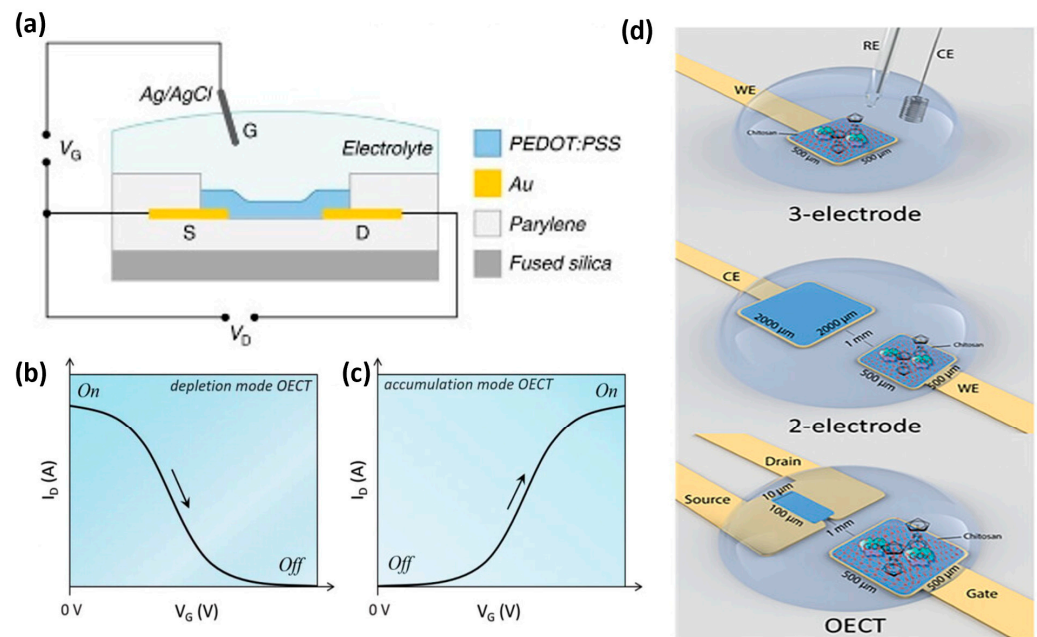 (a)
Ag/AgCl
G
V_G
Electrolyte
S
D
V_D
PEDOT:PSS
Au
Parylene
Fused silica
(b)
On
depletion mode OECT
I_D (A)
Off
0 V
V_G (V)
(c)
accumulation mode OECT
On
I_D (A)
Off
0 V
V_G (V)
(d)
RE
CE
WE
Chitosan
500 µm
500 µm
3-electrode
CE
2000 µm
2000 µm
1 mm
Chitosan
500 µm
500 µm
WE
2-electrode
Drain
Source
10 µm
100 µm
1 mm
Chitosan
500 µm
500 µm
Gate
OECT